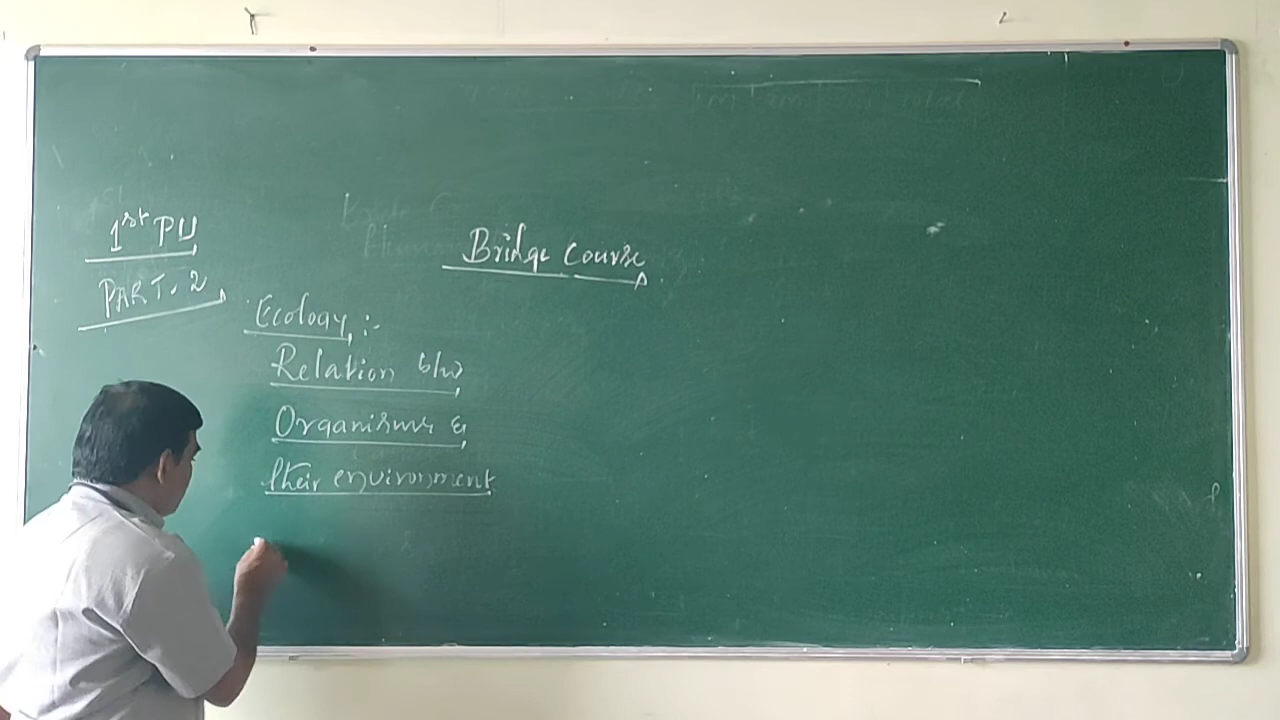 1st PU
PART. 2
Bridge Course
Ecology :-
Relation b/w
Organisms &
their environment